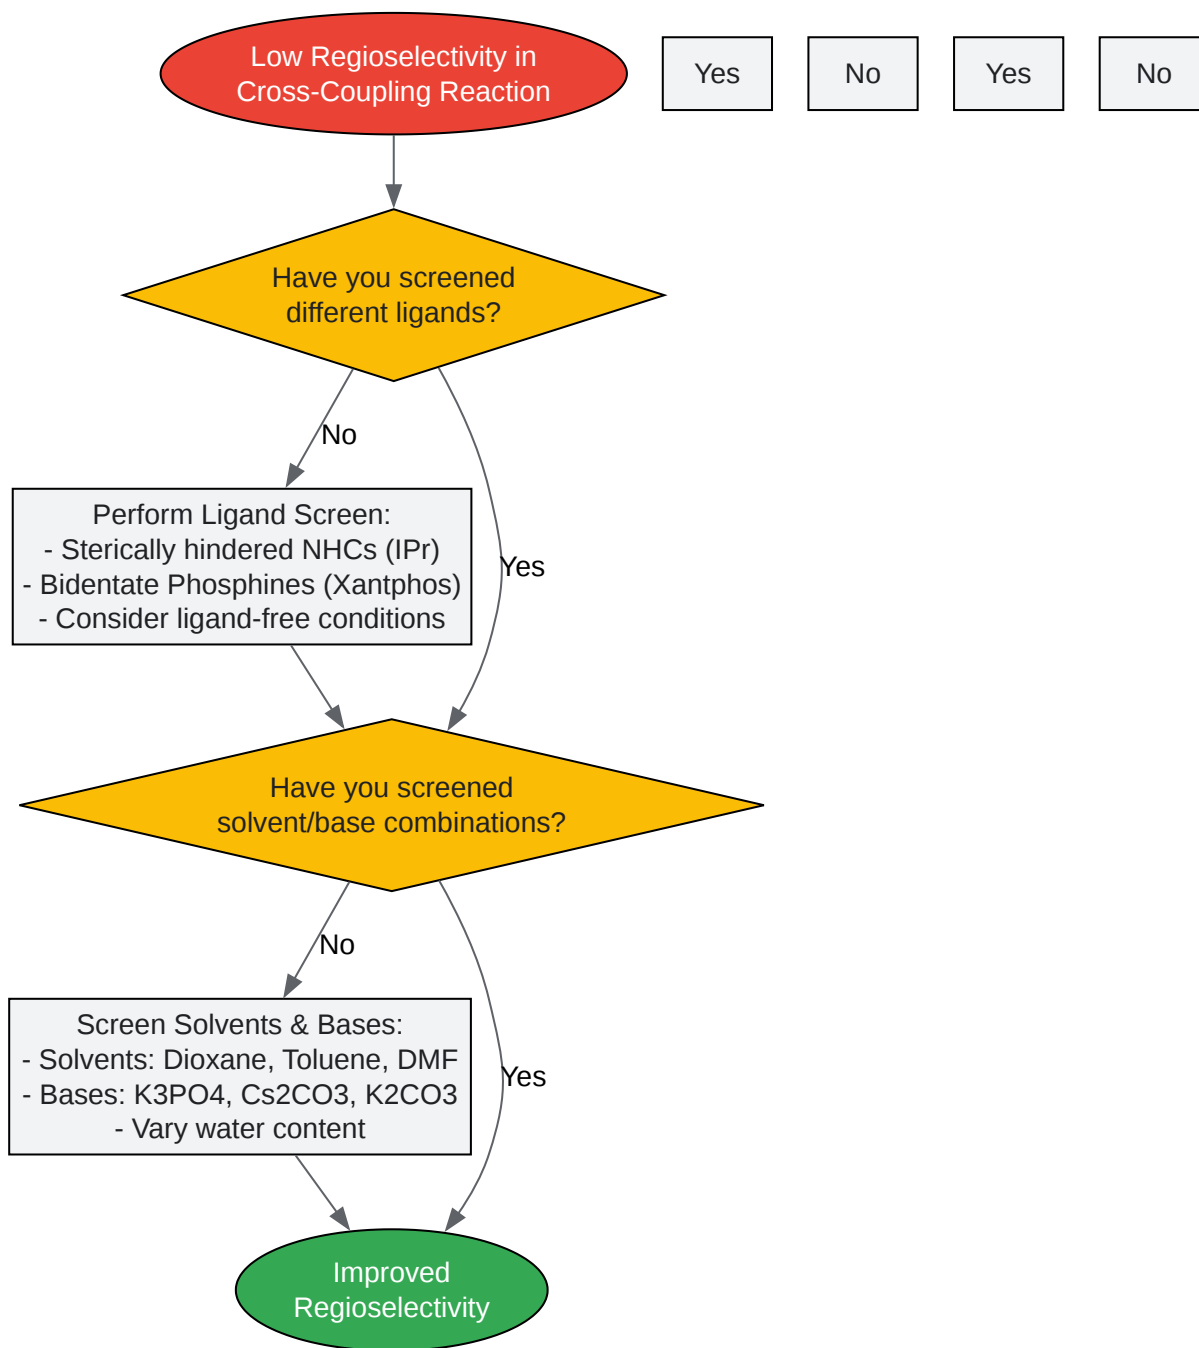 Low Regioselectivity in
Cross-Coupling Reaction
Yes
No
Yes
No
Have you screened
different ligands?
No
Perform Ligand Screen:
- Sterically hindered NHCs (IPr)
- Bidentate Phosphines (Xantphos)
- Consider ligand-free conditions
Yes
Have you screened
solvent/base combinations?
No
Screen Solvents & Bases:
- Solvents: Dioxane, Toluene, DMF
- Bases: K3PO4, Cs2CO3, K2CO3
- Vary water content
Yes
Improved
Regioselectivity